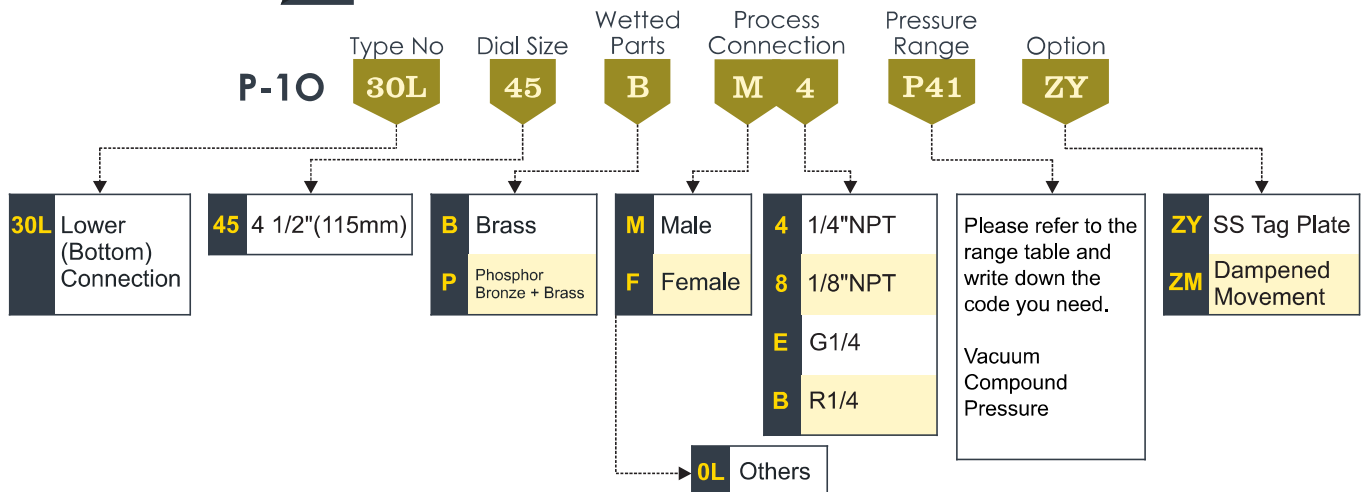 Type No
Dial Size
Wetted
Parts
Process
Connection
Pressure
Range
Option
P-10
30L
45
B
M
4
P41
ZY
30L Lower
(Bottom)
Connection
45 4 1/2"(115mm)
B Brass
P Phosphor
Bronze + Brass
M Male
F Female
4 1/4"NPT
8 1/8"NPT
E G1/4
B R1/4
0L Others
Please refer to the
range table and
write down the
code you need.
Vacuum
Compound
Pressure
ZY SS Tag Plate
ZM Dampened
Movement